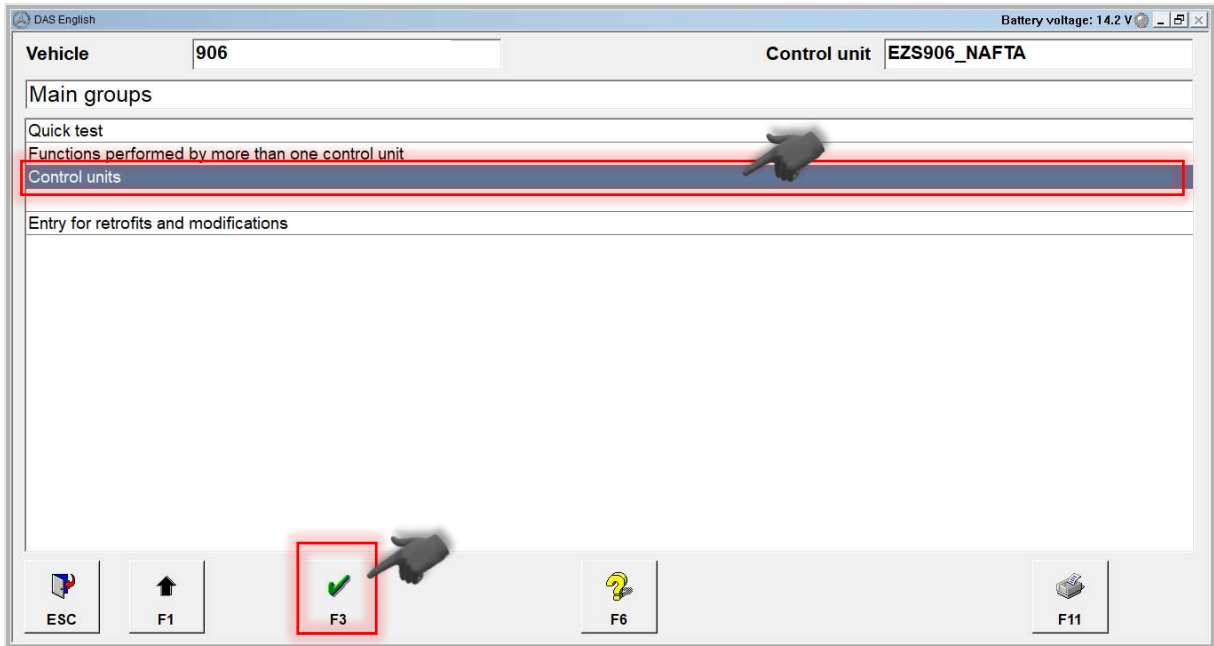 DAS English Battery voltage: 14.2 V
Vehicle 906 Control unit EZS906_NAFTA
Main groups
Quick test
Functions performed by more than one control unit
Control units
Entry for retrofits and modifications
ESC F1 F3 F6 F11